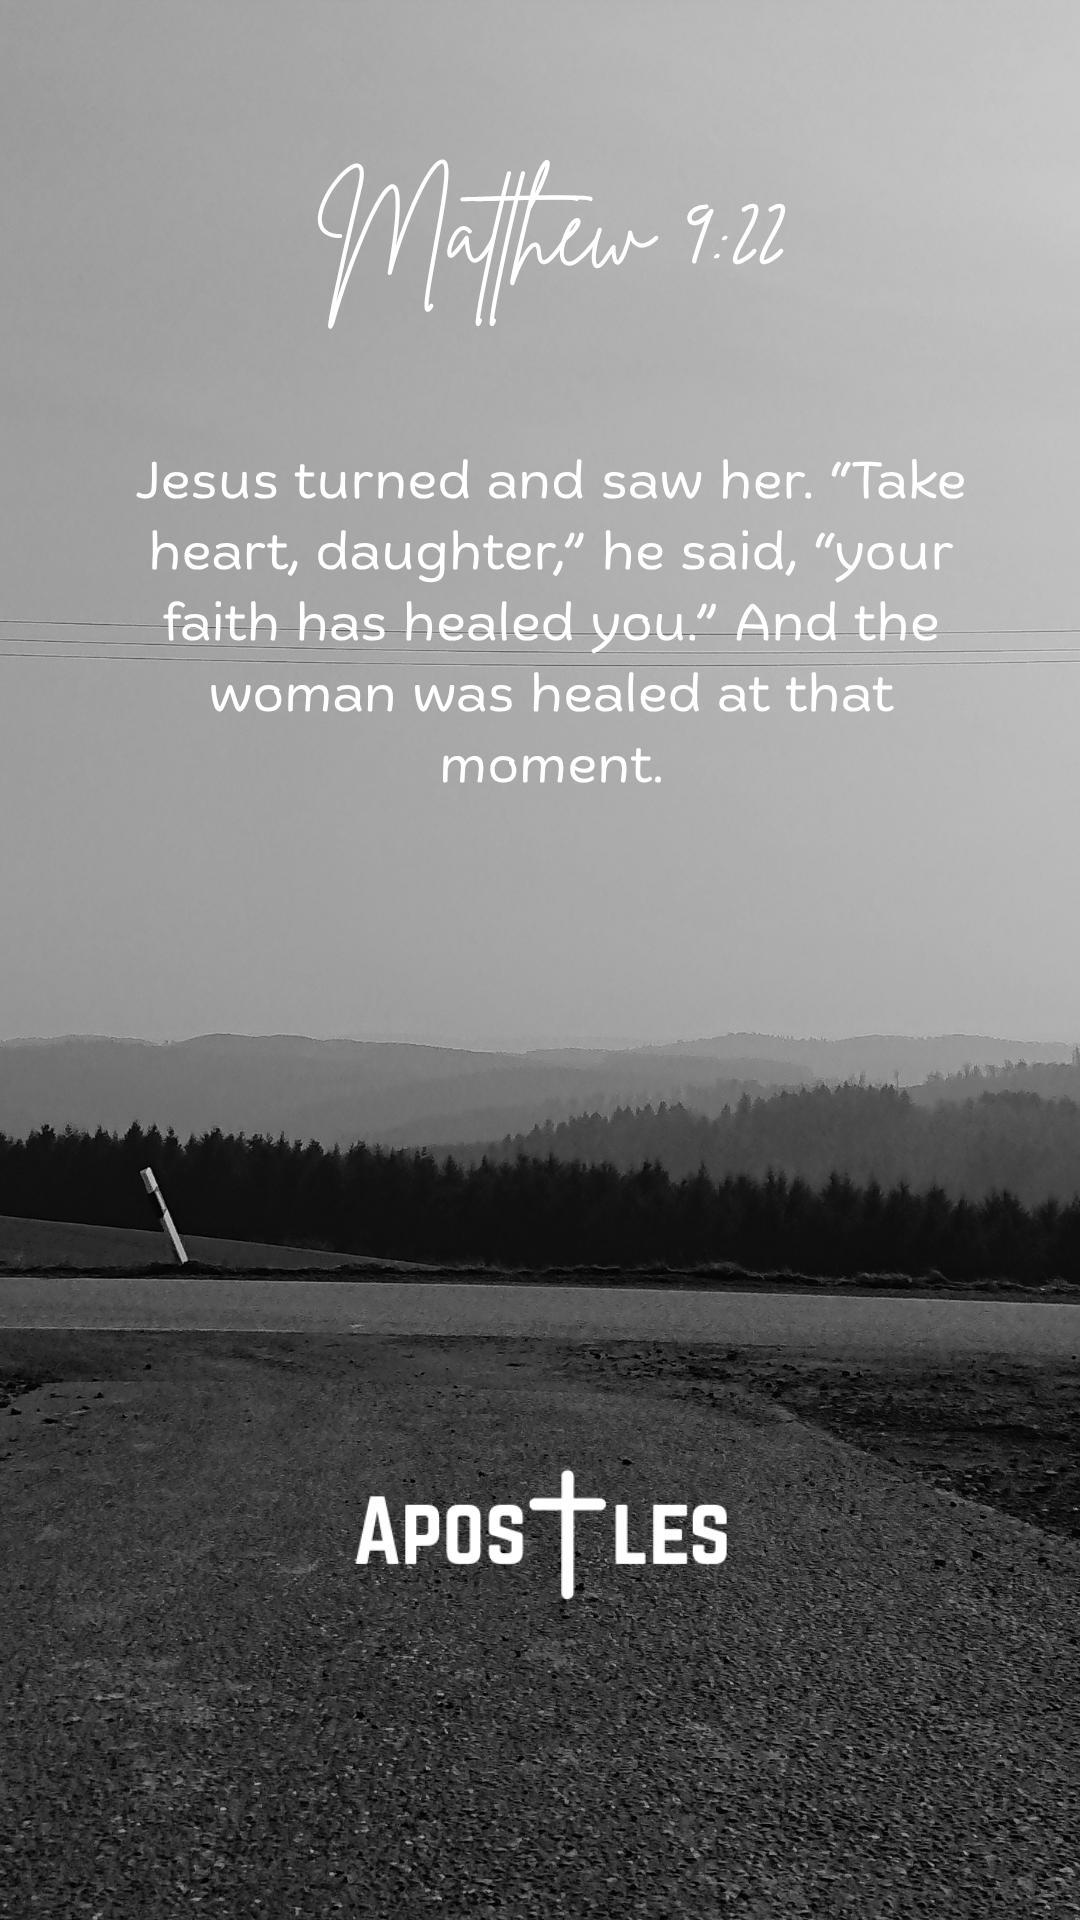 Matthew 9:22
Jesus turned and saw her. “Take
heart, daughter,” he said, “your
faith has healed you.” And the
woman was healed at that
moment.
APOSTLES